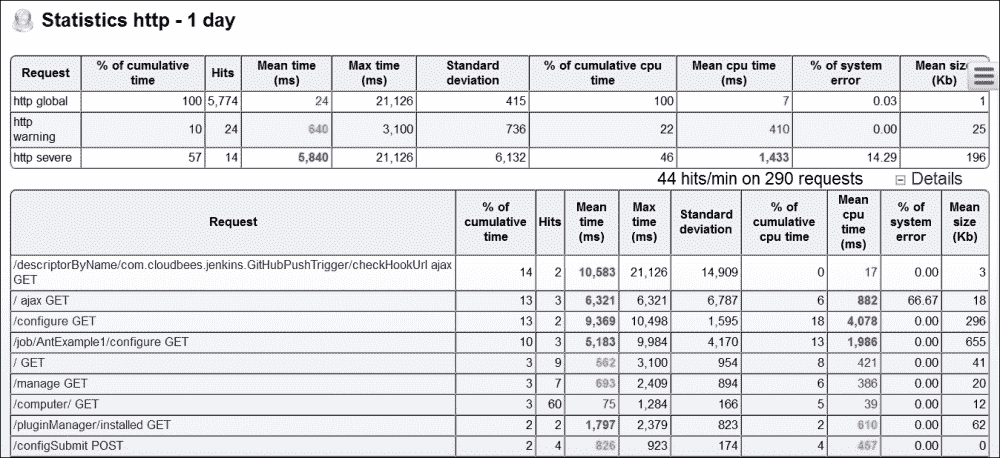 Statistics http - 1 day
Request % of cumulative time Hits Mean time (ms) Max time (ms) Standard deviation % of cumulative cpu time Mean cpu time (ms) % of system error Mean size (Kb)
http global 100 5,774 24 21,126 415 100 7 0.03 1
http warning 10 24 640 3,100 736 22 410 0.00 25
http severe 57 14 5,840 21,126 6,132 46 1,433 14.29 196
44 hits/min on 290 requests Details
Request % of cumulative time Hits Mean time (ms) Max time (ms) Standard deviation % of cumulative cpu time Mean cpu time (ms) % of system error Mean size (Kb)
/descriptorByName/com.cloudbees.jenkins.GitHubPushTrigger/checkHookUrl ajax GET 14 2 10,583 21,126 14,909 0 17 0.00 3
/ ajax GET 13 3 6,321 6,321 6,787 6 882 66.67 18
/configure GET 13 2 9,369 10,498 1,595 18 4,078 0.00 296
/job/AntExample1/configure GET 10 3 5,183 9,984 4,170 13 1,986 0.00 655
/ GET 3 9 562 3,100 954 8 421 0.00 41
/manage GET 3 7 693 2,409 894 6 386 0.00 20
/computer/ GET 3 60 75 1,284 166 5 39 0.00 12
/pluginManager/installed GET 2 2 1,797 2,379 823 2 610 0.00 62
/configSubmit POST 2 4 826 923 174 4 457 0.00 0